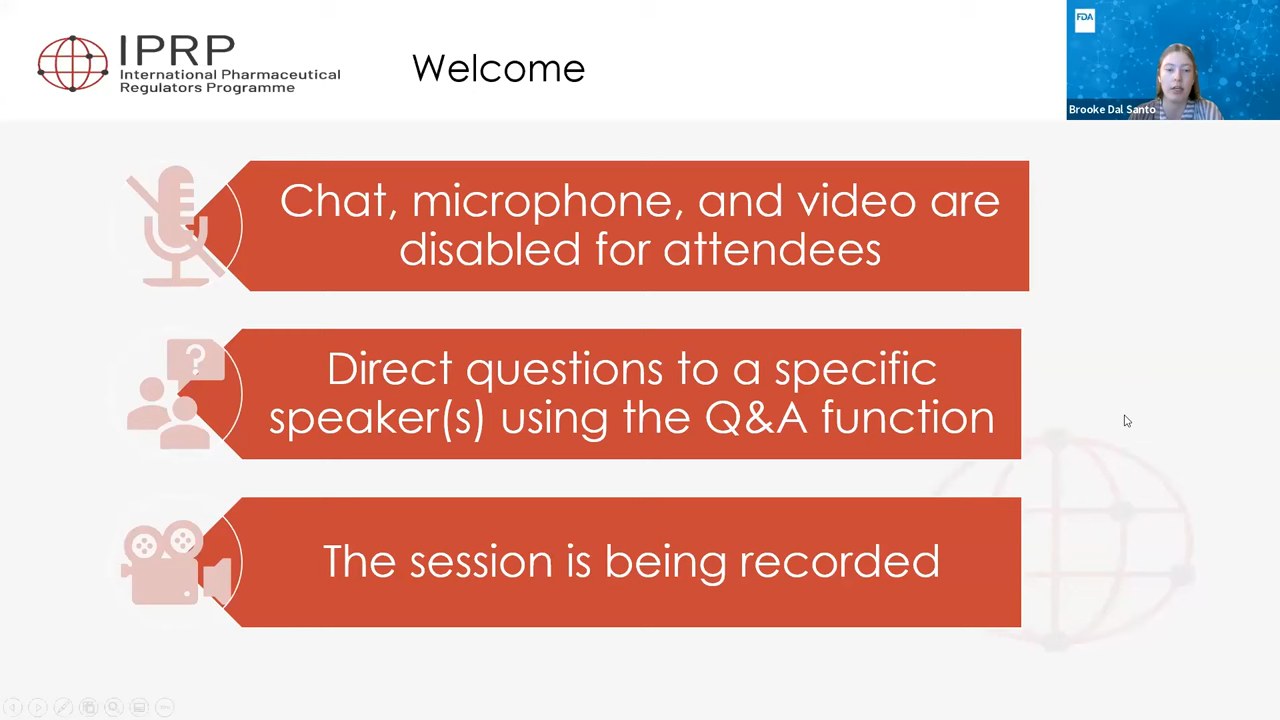 IPRP
International Pharmaceutical
Regulators Programme
Welcome
FDA
Brooke Dal Santo
Chat, microphone, and video are
disabled for attendees
?
Direct questions to a specific
speaker(s) using the Q&A function
The session is being recorded